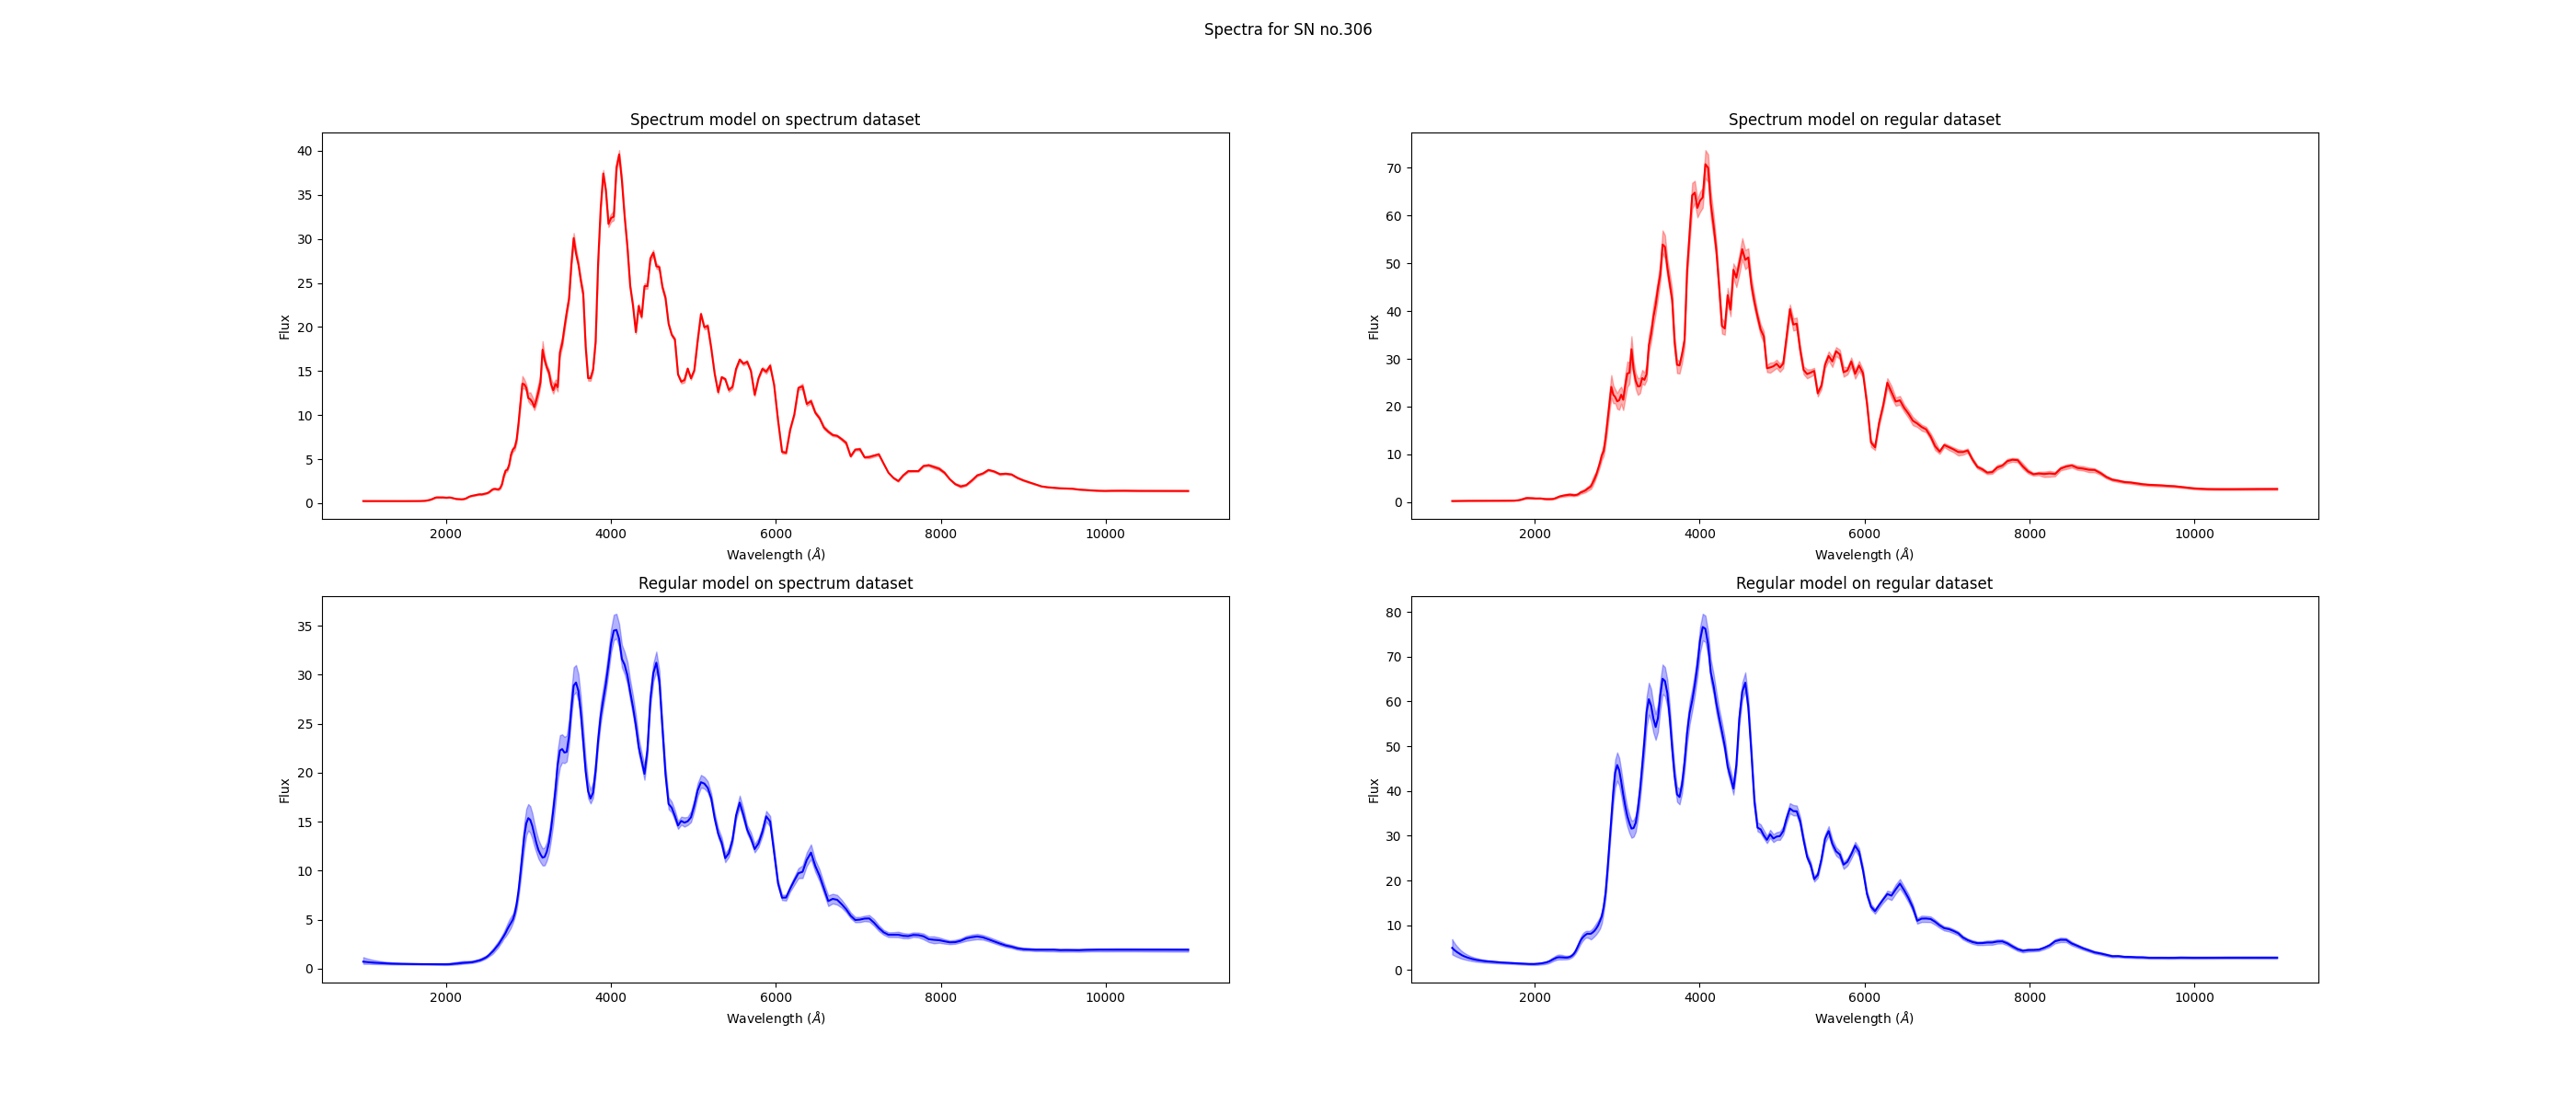 Spectra for SN no.306
Spectrum model on spectrum dataset
40
35
30
25
20
15
10
5
0
Flux
2000 4000 6000 8000 10000
Wavelength (Å)
Spectrum model on regular dataset
70
60
50
40
30
20
10
0
Flux
2000 4000 6000 8000 10000
Wavelength (Å)
Regular model on spectrum dataset
35
30
25
20
15
10
5
0
Flux
2000 4000 6000 8000 10000
Wavelength (Å)
Regular model on regular dataset
80
70
60
50
40
30
20
10
0
Flux
2000 4000 6000 8000 10000
Wavelength (Å)